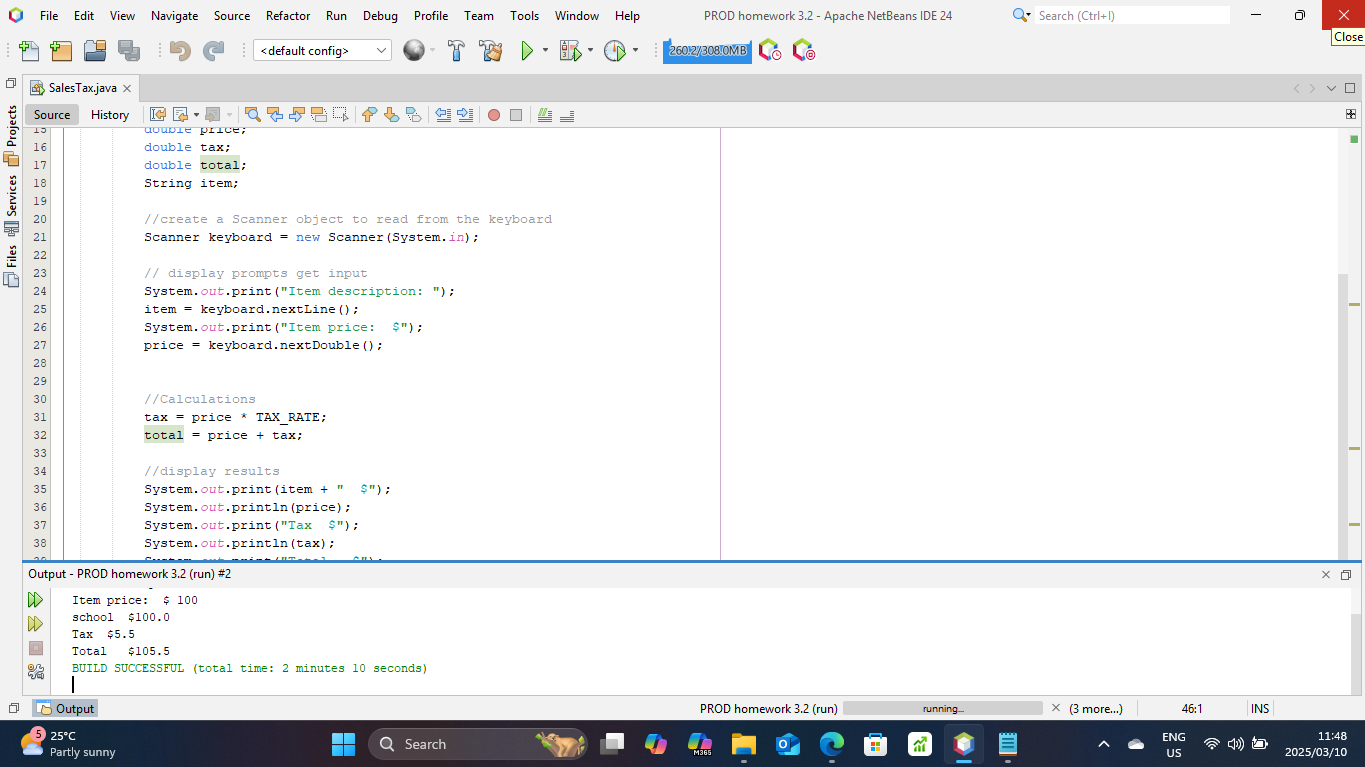 File Edit View Navigate Source Refactor Run Debug Profile Team Tools Window Help
PROD homework 3.2 - Apache NetBeans IDE 24
Search (Ctrl+I)
Close
<default config>
260.2/308.0MB
SalesTax.java
Source History
Projects
Services
Files
15 double price;
16 double tax;
17 double total;
18 String item;
19
20 //create a Scanner object to read from the keyboard
21 Scanner keyboard = new Scanner(System.in);
22
23 // display prompts get input
24 System.out.print("Item description: ");
25 item = keyboard.nextLine();
26 System.out.print("Item price:  $");
27 price = keyboard.nextDouble();
28
29
30 //Calculations
31 tax = price * TAX_RATE;
32 total = price + tax;
33
34 //display results
35 System.out.print(item + "  $");
36 System.out.println(price);
37 System.out.print("Tax  $");
38 System.out.println(tax);
39 System.out.print("Total   $");
Output - PROD homework 3.2 (run) #2
Item price:  $ 100
school  $100.0
Tax  $5.5
Total   $105.5
BUILD SUCCESSFUL (total time: 2 minutes 10 seconds)
Output
PROD homework 3.2 (run) running... (3 more...) 46:1 INS
5
25°C
Partly sunny
Search
M365
ENG
US
11:48
2025/03/10